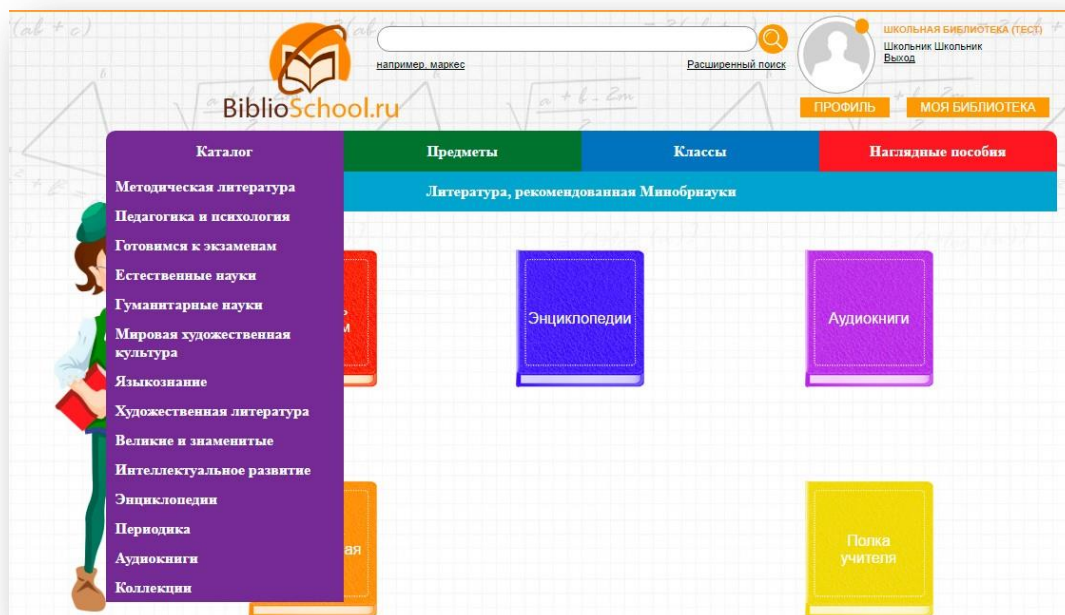 BiblioSchool.ru
например, маркес
Расширенный поиск
ШКОЛЬНАЯ БИБЛИОТЕКА (ТЕСТ)
Школьник Школьник
Выход
ПРОФИЛЬ
МОЯ БИБЛИОТЕКА
Каталог
Предметы
Классы
Наглядные пособия
Литература, рекомендованная Минобрнауки
Методическая литература
Педагогика и психология
Готовимся к экзаменам
Естественные науки
Гуманитарные науки
Мировая художественная
культура
Языкознание
Художественная литература
Великие и знаменитые
Интеллектуальное развитие
Энциклопедии
Периодика
Аудиокниги
Коллекции
Энциклопедии
Аудиокниги
Полка
учителя